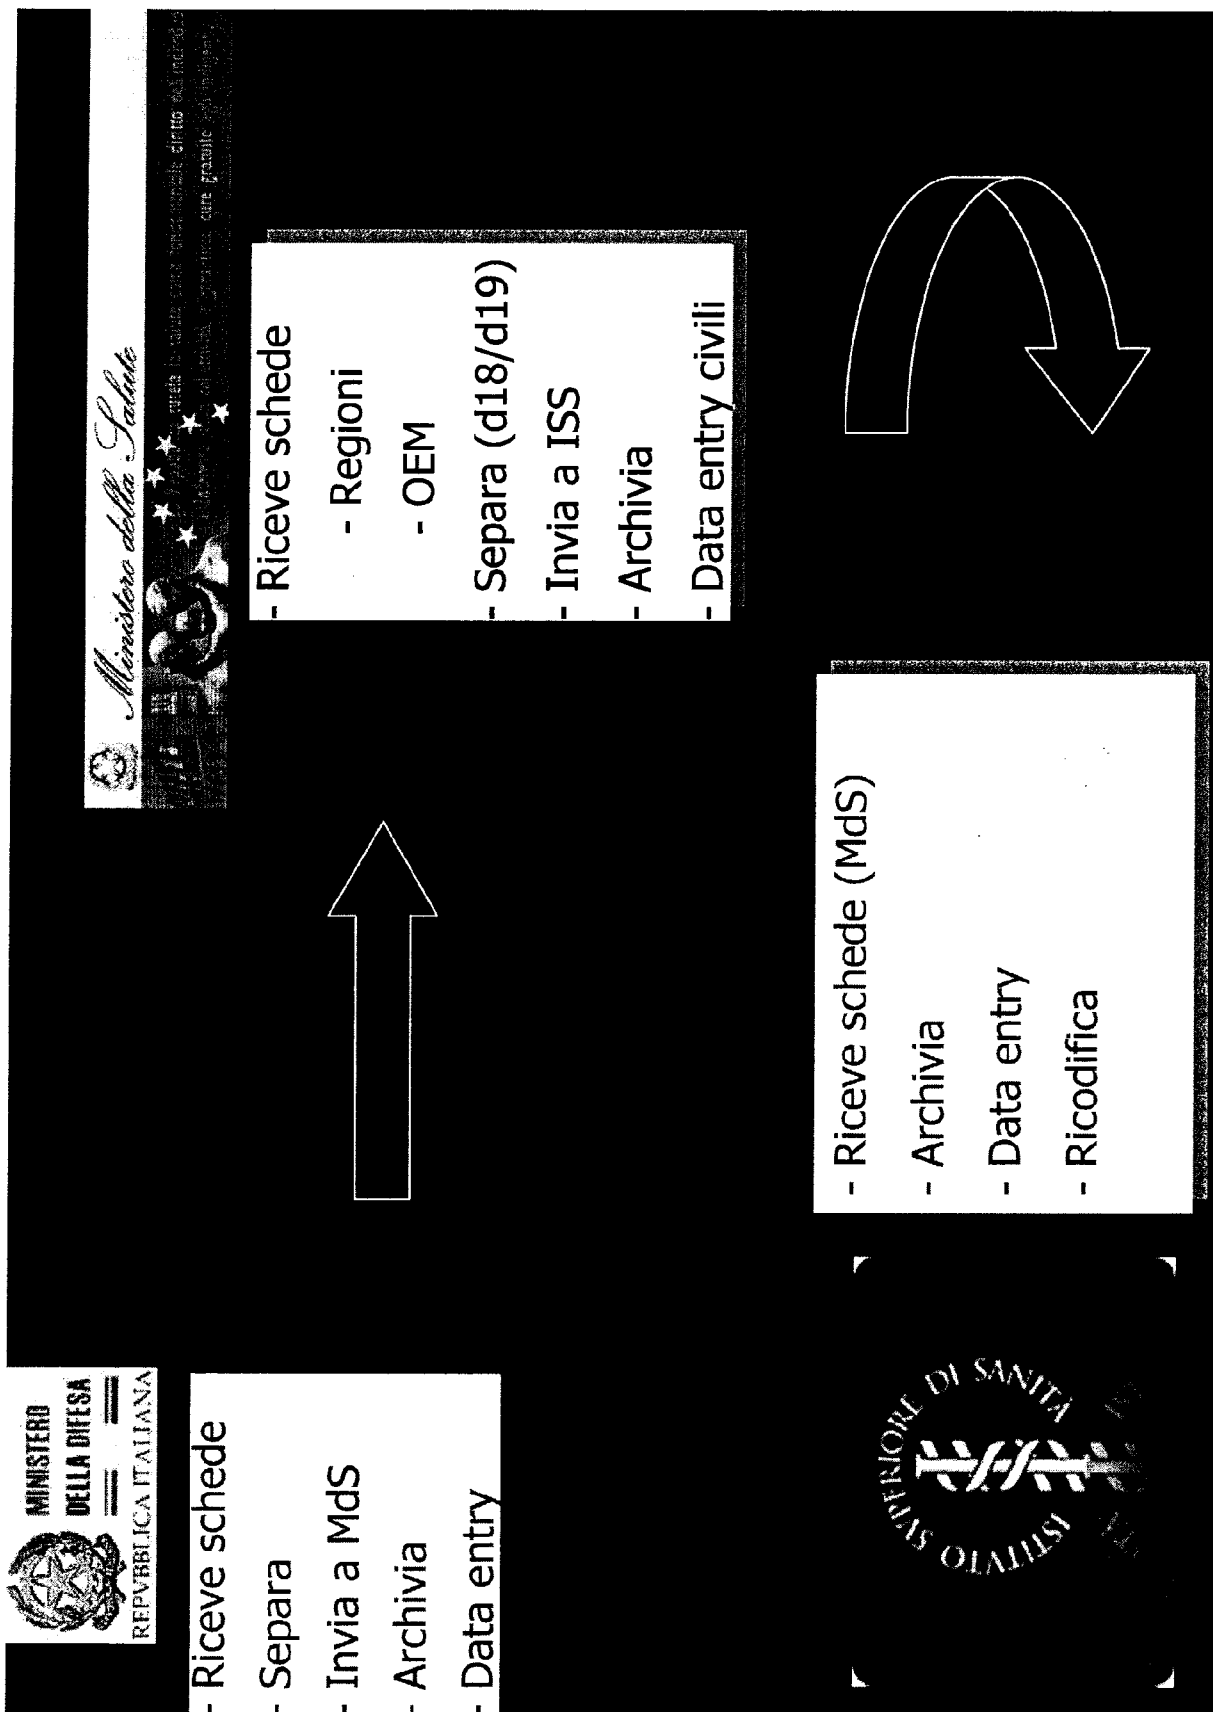 MINISTERO
DELLA DIFESA
REPVBBLICA ITALIANA
- Riceve schede
- Separa
- Invia a MdS
- Archivia
- Data entry
Ministero della Salute
- Riceve schede
- Regioni
- OEM
- Separa (d18/d19)
- Invia a ISS
- Archivia
- Data entry civili
ISTITVTO SVPERIORE DI SANITÀ
- Riceve schede (MdS)
- Archivia
- Data entry
- Ricodifica